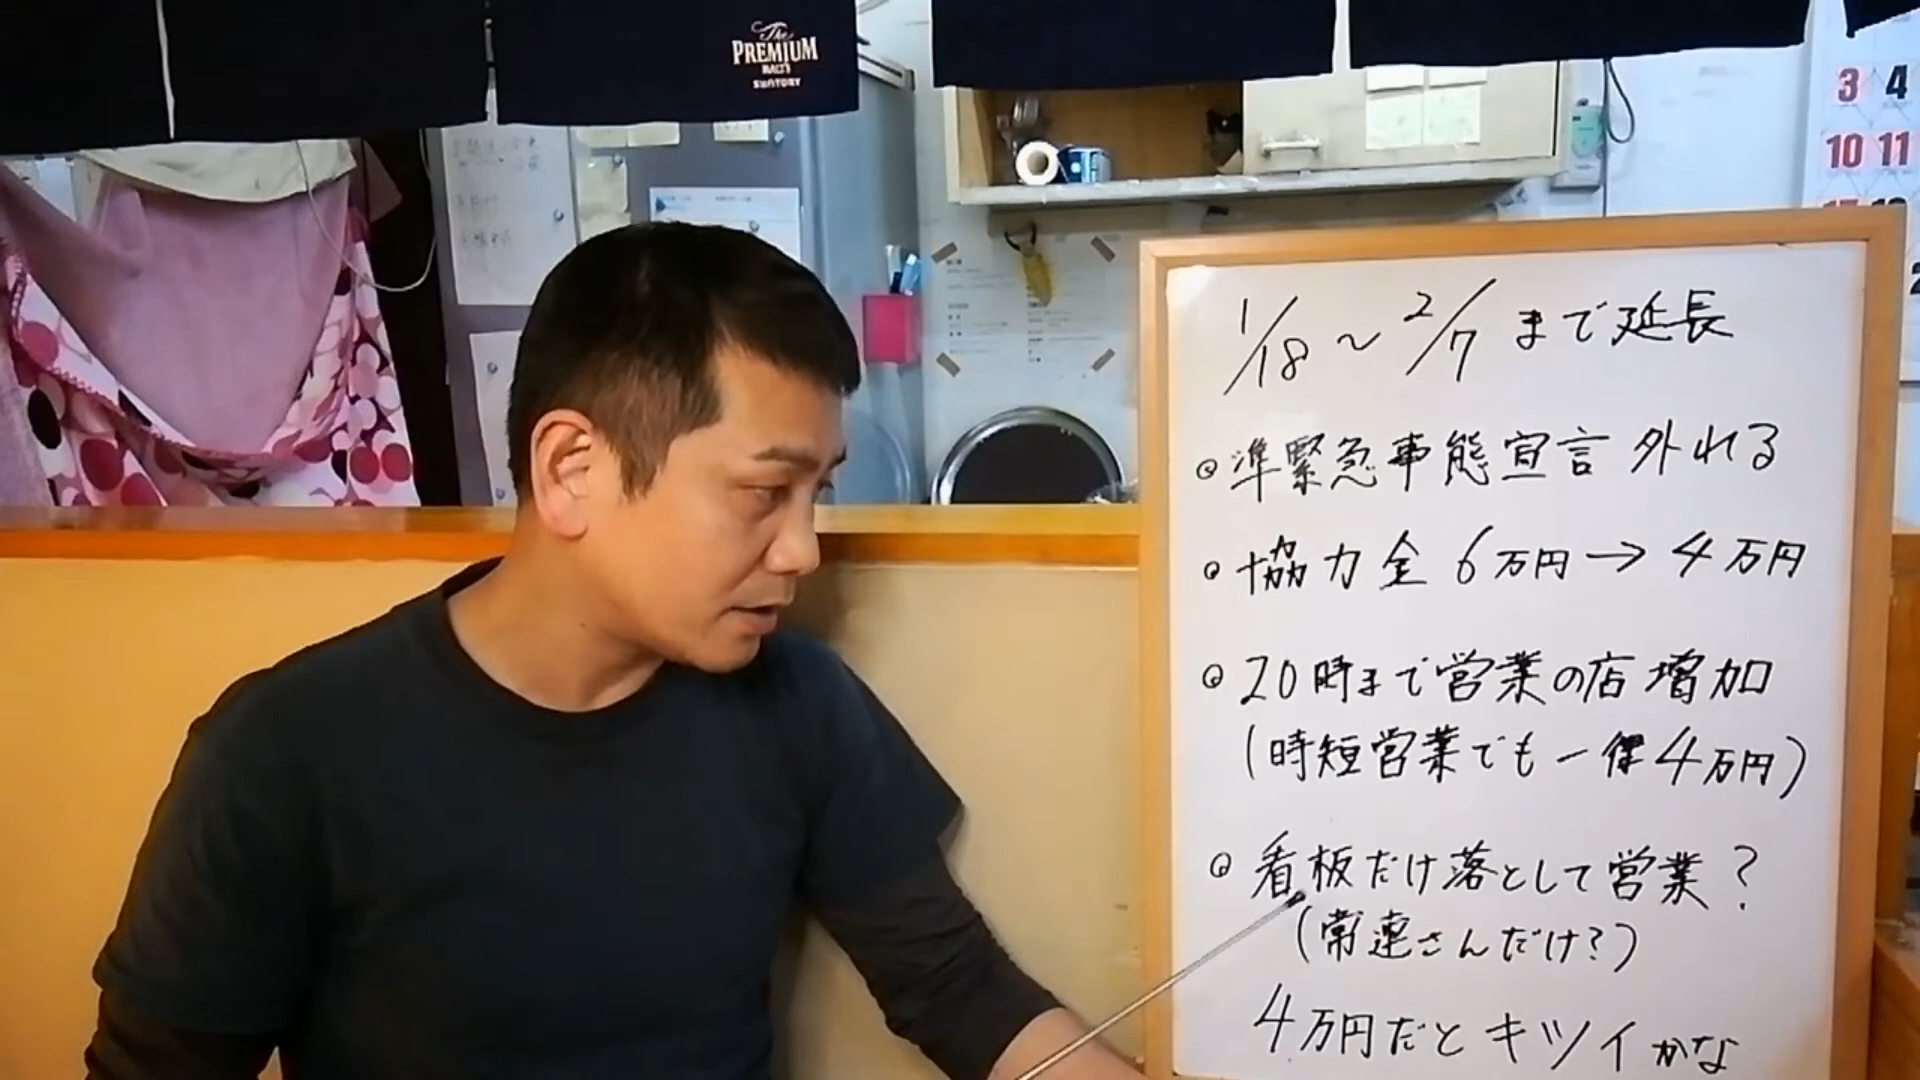 The
PREMIUM
MALT'S
SUNTORY
3 4
10 11
1/18 〜 2/7 まで延長
準緊急事態宣言 外れる
協力金 6万円→4万円
20時まで営業の店増加
(時短営業でも一律4万円)
看板だけ落として営業?
(常連さんだけ?)
4万円だとキツイかな